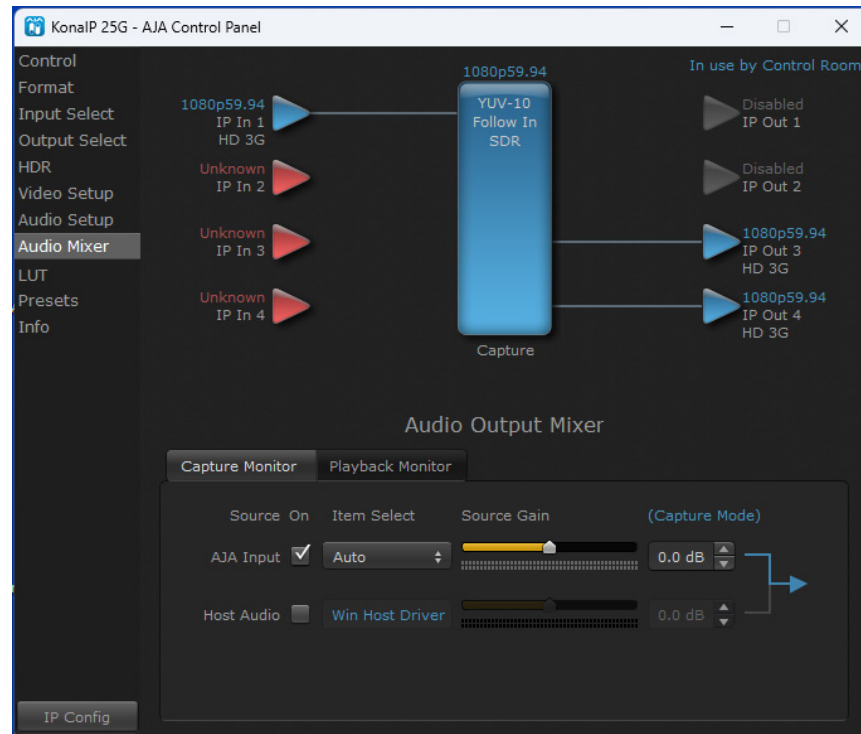 KonaIP 25G - AJA Control Panel
Control
Format
Input Select
Output Select
HDR
Video Setup
Audio Setup
Audio Mixer
LUT
Presets
Info
IP Config
In use by Control Room
1080p59.94
YUV-10
Follow In
SDR
Capture
1080p59.94
IP In 1
HD 3G
Unknown
IP In 2
Unknown
IP In 3
Unknown
IP In 4
Disabled
IP Out 1
Disabled
IP Out 2
1080p59.94
IP Out 3
HD 3G
1080p59.94
IP Out 4
HD 3G
Audio Output Mixer
Capture Monitor Playback Monitor
Source On Item Select Source Gain (Capture Mode)
AJA Input Auto 0.0 dB
Host Audio Win Host Driver 0.0 dB